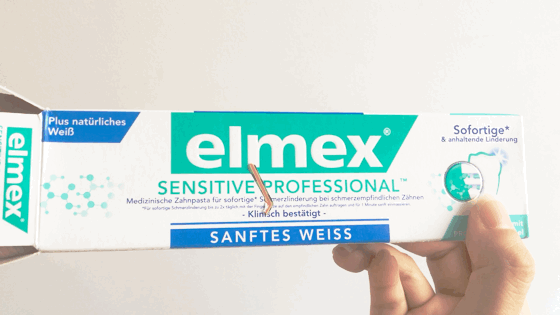 Plus natürliches
Weiß
elmex®
elmex®
SENSITIVE PROFESSIONAL™
Medizinische Zahnpasta für sofortige* Schmerzlinderung bei schmerzempfindlichen Zähnen
- Klinisch bestätigt -
SANFTES WEISS
Sofortige*
& anhaltende Linderung